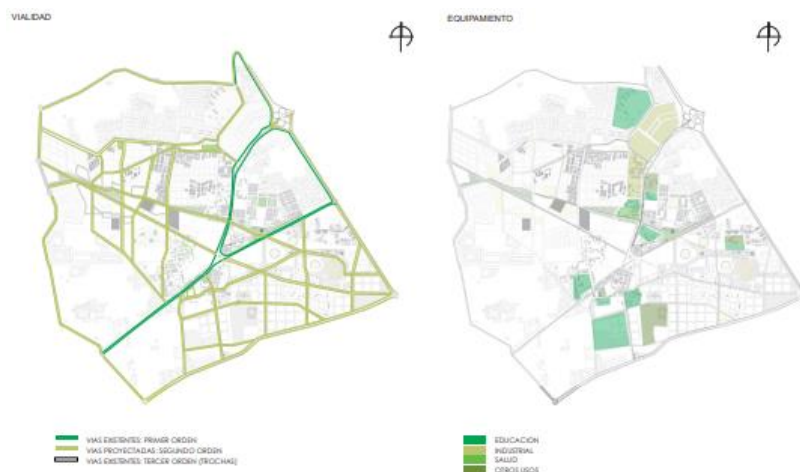 VIALIDAD
EQUIPAMIENTO
VIAS EXISTENTES: PRIMER ORDEN
VIAS PROYECTADAS: SEGUNDO ORDEN
VIAS EXISTENTES: TERCER ORDEN (TROCHAS)
EDUCACION
INDUSTRIAL
SALUD
OTROS USOS